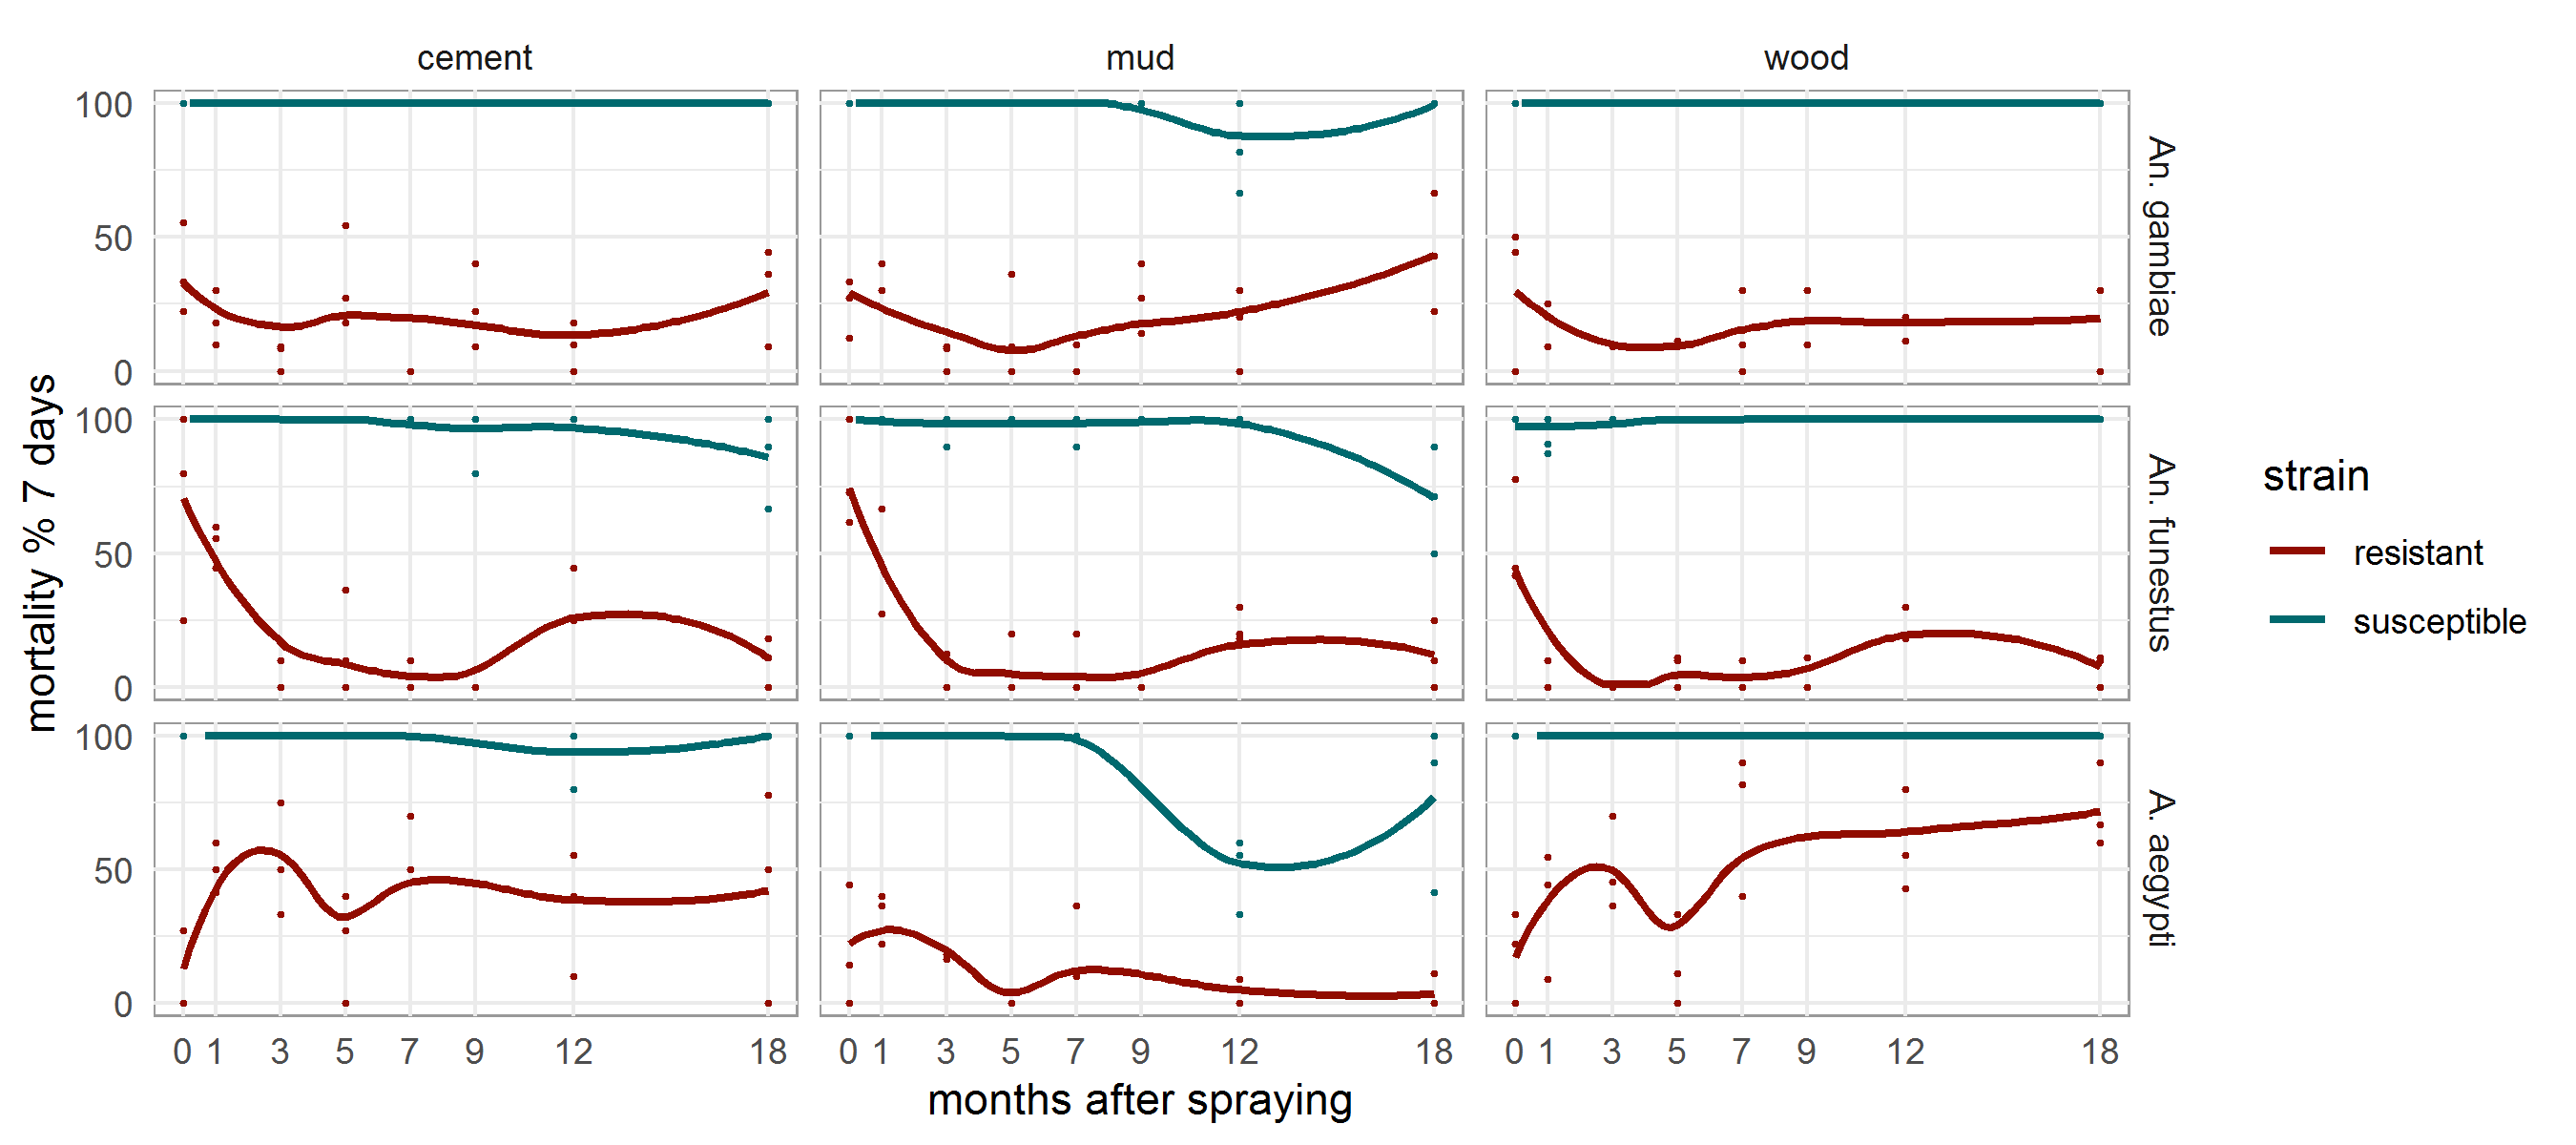 cement mud wood
100
50
0
An. gambiae
100
50
0
An. funestus
100
50
0
A. aegypti
mortality % 7 days
0 1 3 5 7 9 12 18 0 1 3 5 7 9 12 18 0 1 3 5 7 9 12 18
months after spraying
strain
resistant
susceptible